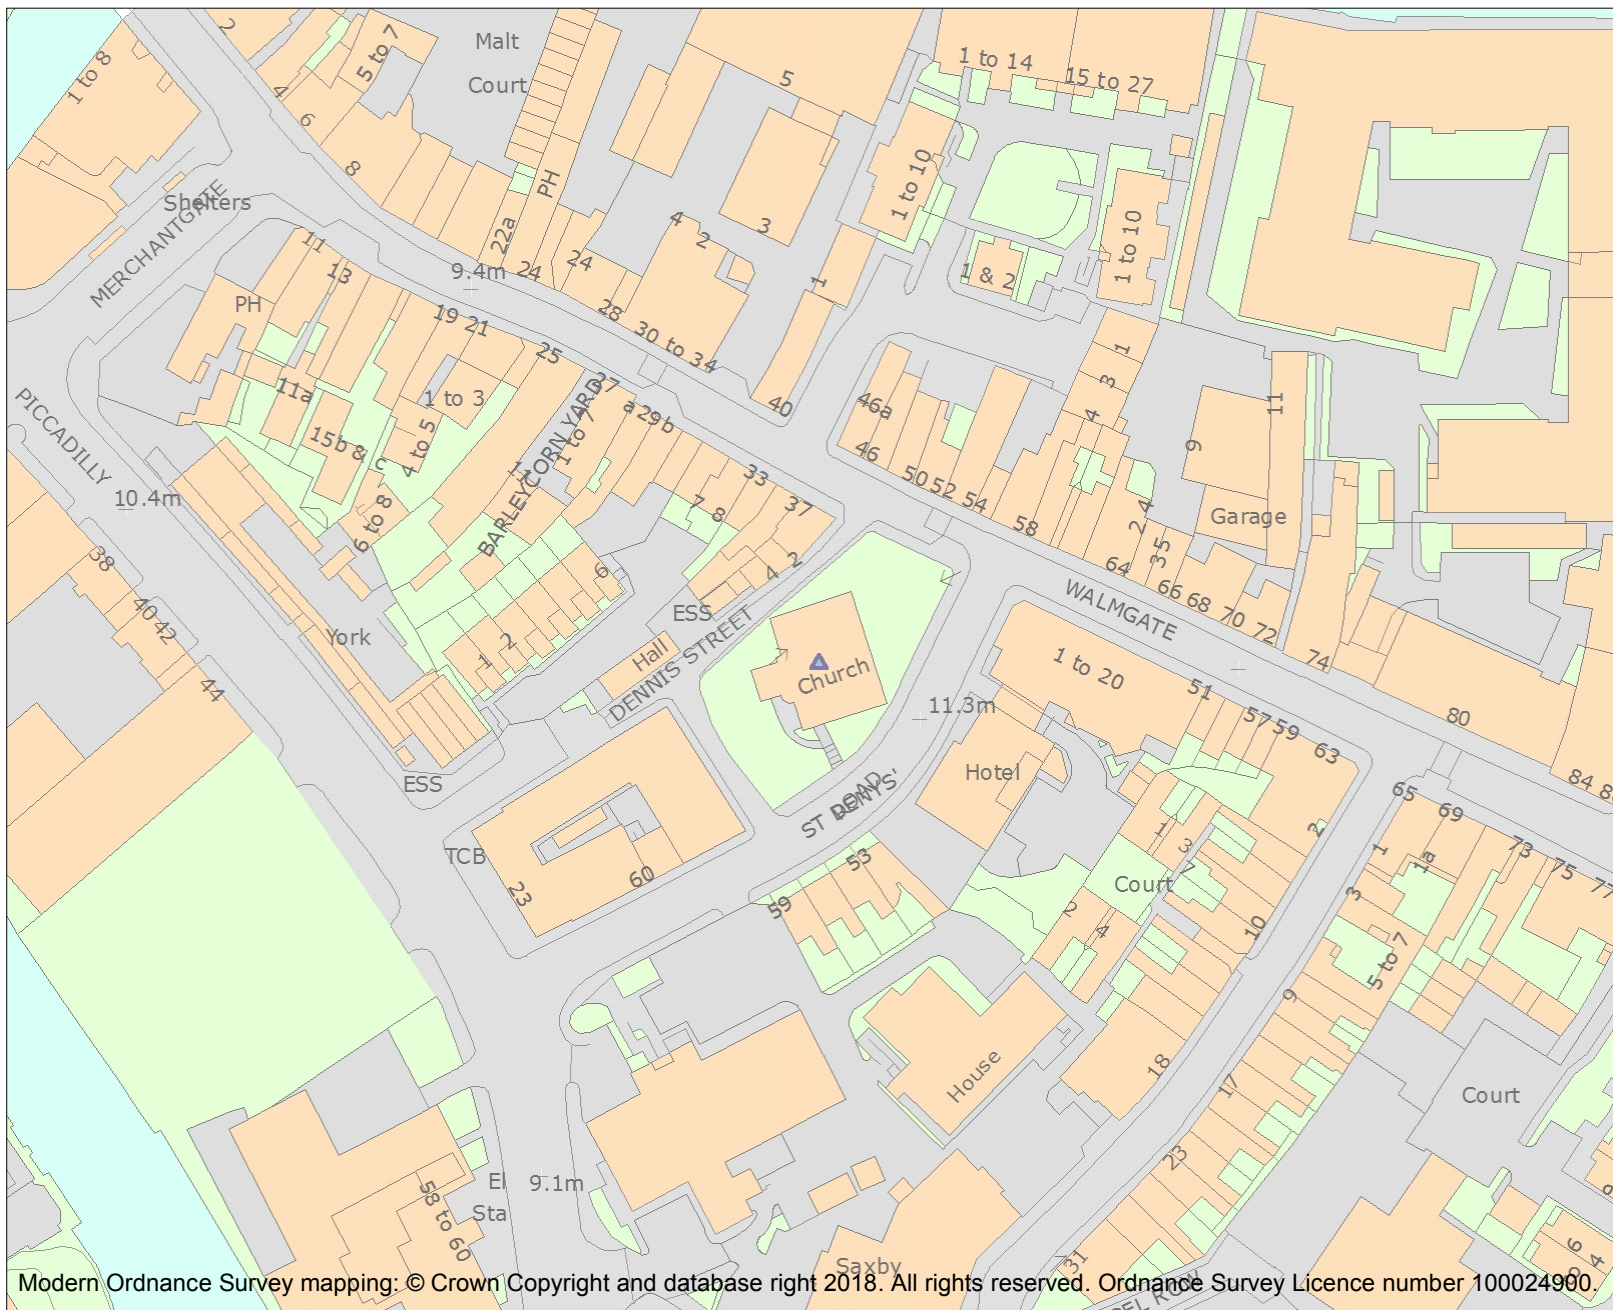 2
1 to 8
5 to 7
Malt
Court
5
1 to 14
15 to 27
4
6
8
PH
22a
24
24
4
2
3
1
1 to 10
1 to 10
1 & 2
Shelters
MERCHANTGATE
11
13
9.4m
28
30 to 34
PH
19
21
25
27
a
29b
40
46a
46
50
52
54
58
1
3
4
9
11
Garage
PICCADILLY
11a
15b & c
1 to 3
4 to 5
6 to 8
BARLEYCORN YARD
1 to 7
11
33
37
7
8
10.4m
2
4
3
5
64
66
68
70
72
74
WALMGATE
38
40
42
44
York
6
1
2
ESS
4
2
Hall
DENNIS STREET
Church
11.3m
1 to 20
51
57
59
63
80
84
ESS
TCB
23
60
ST DENYS'
ROAD
Hotel
53
59
1
3
7
Court
2
4
2
10
18
65
69
73
75
77
1
1a
3
5 to 7
9
17
23
31
House
Court
El
Sta
9.1m
58 to 60
Saxby
6
4
Modern Ordnance Survey mapping: © Crown Copyright and database right 2018. All rights reserved. Ordnance Survey Licence number 100024900.